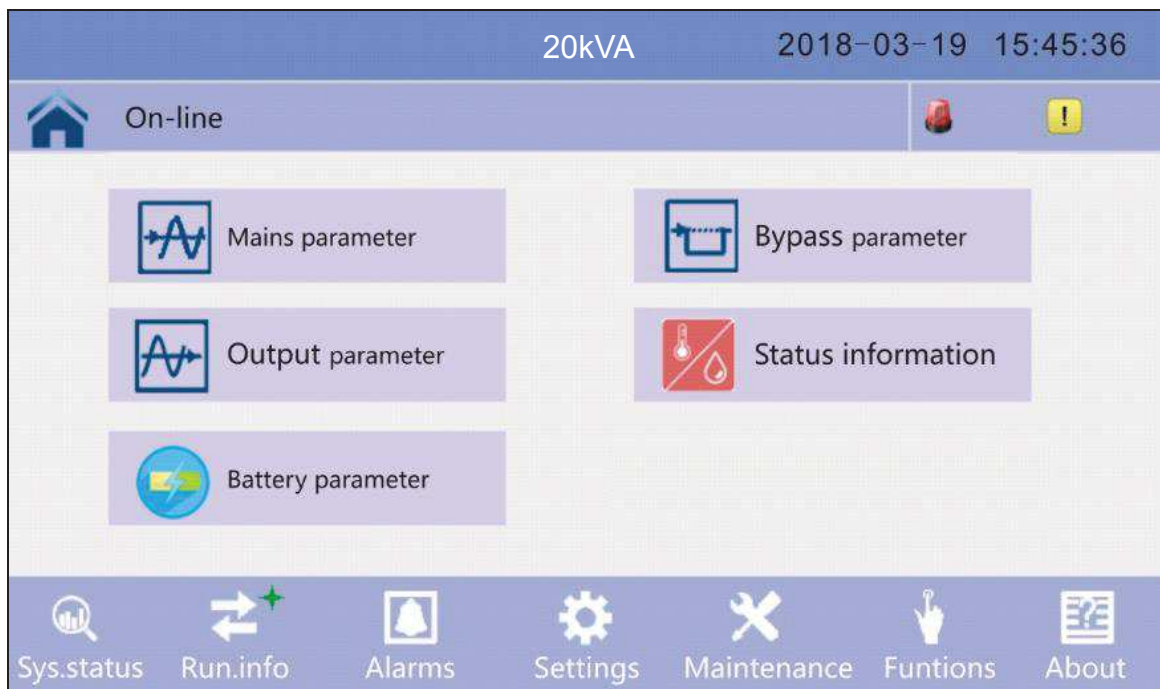 20kVA 2018-03-19 15:45:36
On-line !
Mains parameter
Bypass parameter
Output parameter
Status information
Battery parameter
Sys.status Run.info Alarms Settings Maintenance Funtions About